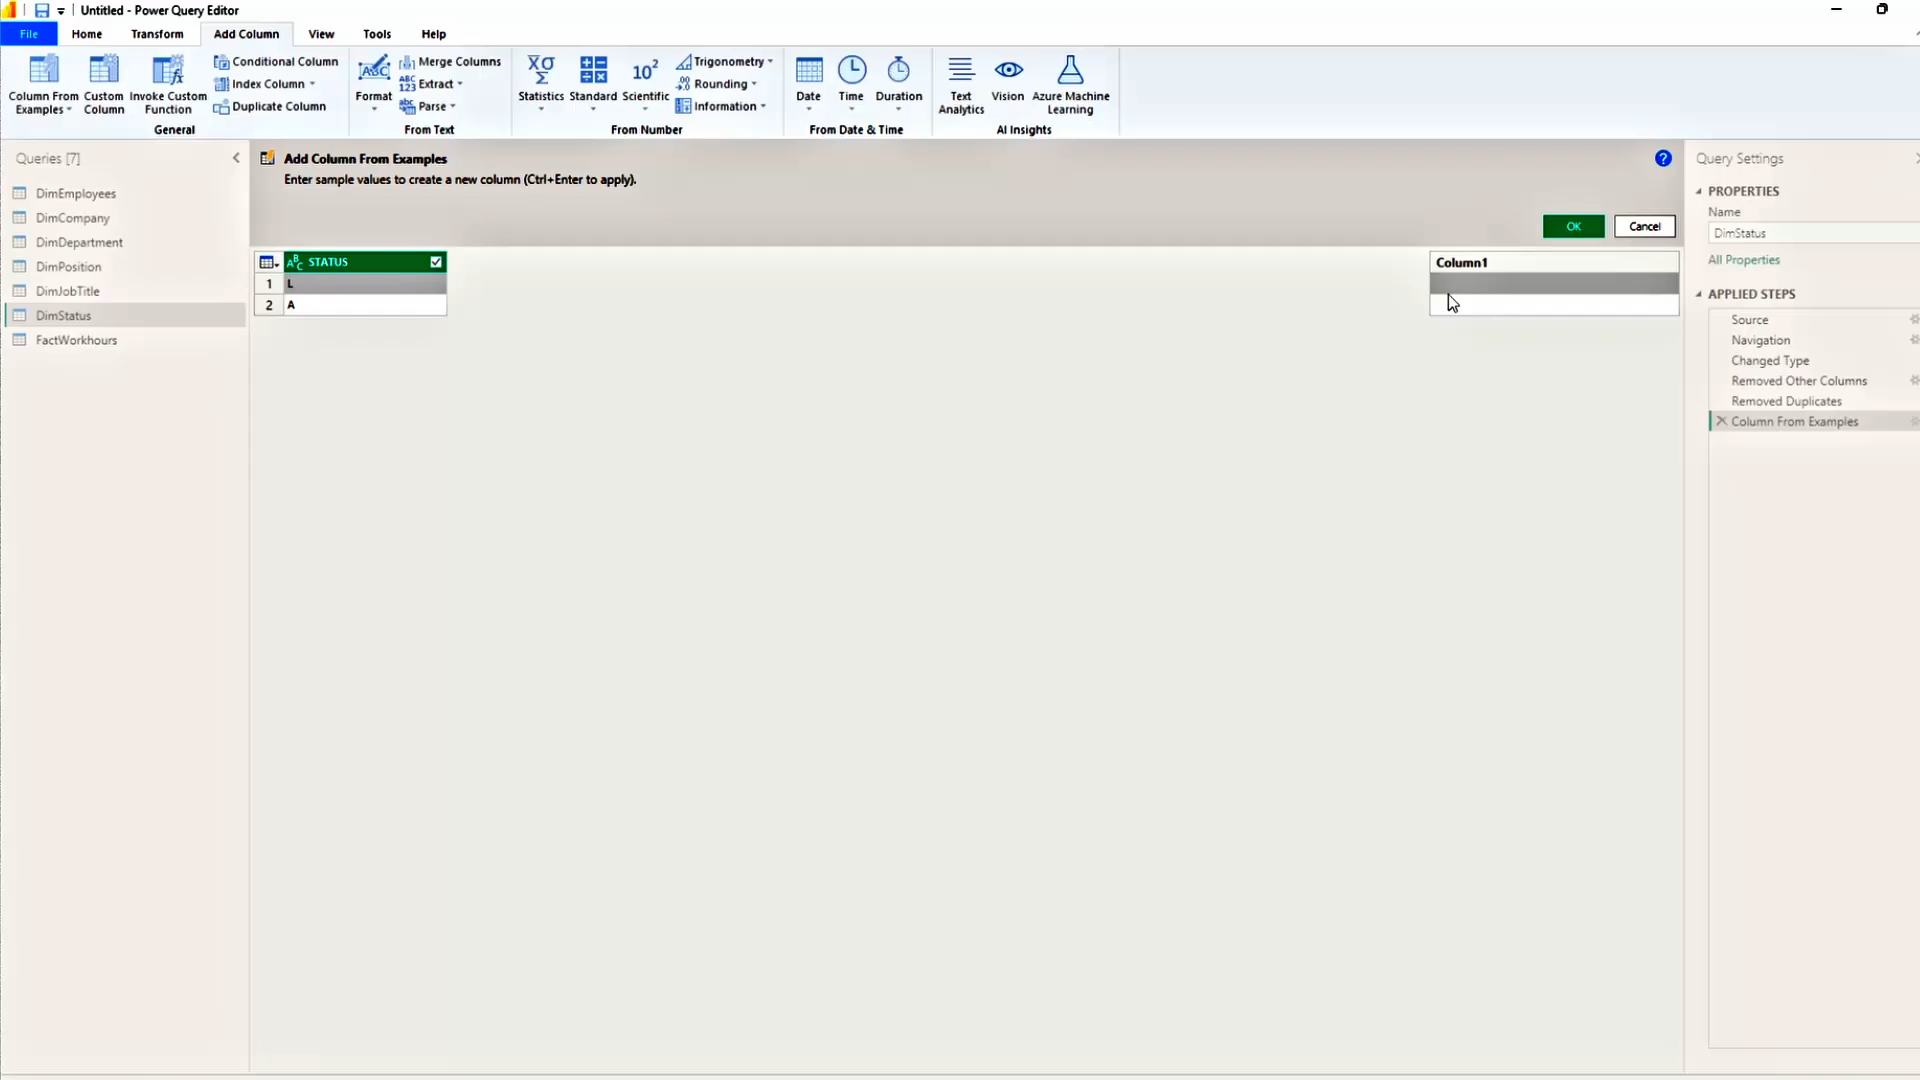 Untitled - Power Query Editor
File Home Transform Add Column View Tools Help
Column From Examples
Custom Column
Invoke Custom Function
Conditional Column
Index Column
Duplicate Column
General
Format
Merge Columns
Extract
Parse
From Text
Statistics
Standard
Scientific
Trigonometry
Rounding
Information
From Number
Date
Time
Duration
From Date & Time
Text Analytics
Vision
Azure Machine Learning
AI Insights
Queries [7]
DimEmployees
DimCompany
DimDepartment
DimPosition
DimJobTitle
DimStatus
FactWorkhours
Add Column From Examples
Enter sample values to create a new column (Ctrl+Enter to apply).
OK Cancel
STATUS
1 L
2 A
Column1
Query Settings
PROPERTIES
Name
DimStatus
All Properties
APPLIED STEPS
Source
Navigation
Changed Type
Removed Other Columns
Removed Duplicates
Column From Examples